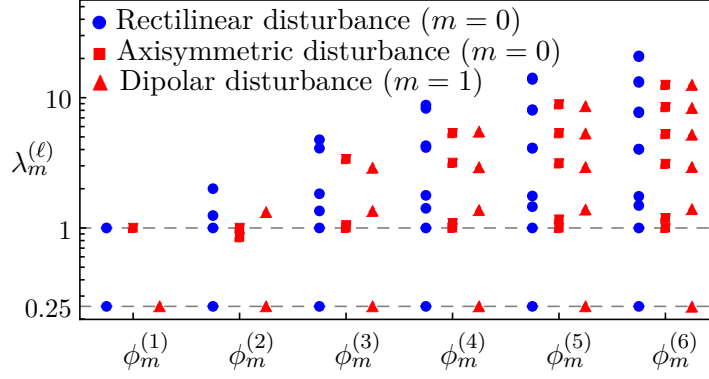 Rectilinear disturbance (m = 0)
Axisymmetric disturbance (m = 0)
Dipolar disturbance (m = 1)
10
λ_m^{(ℓ)}
1
0.25
ϕ_m^{(1)} ϕ_m^{(2)} ϕ_m^{(3)} ϕ_m^{(4)} ϕ_m^{(5)} ϕ_m^{(6)}